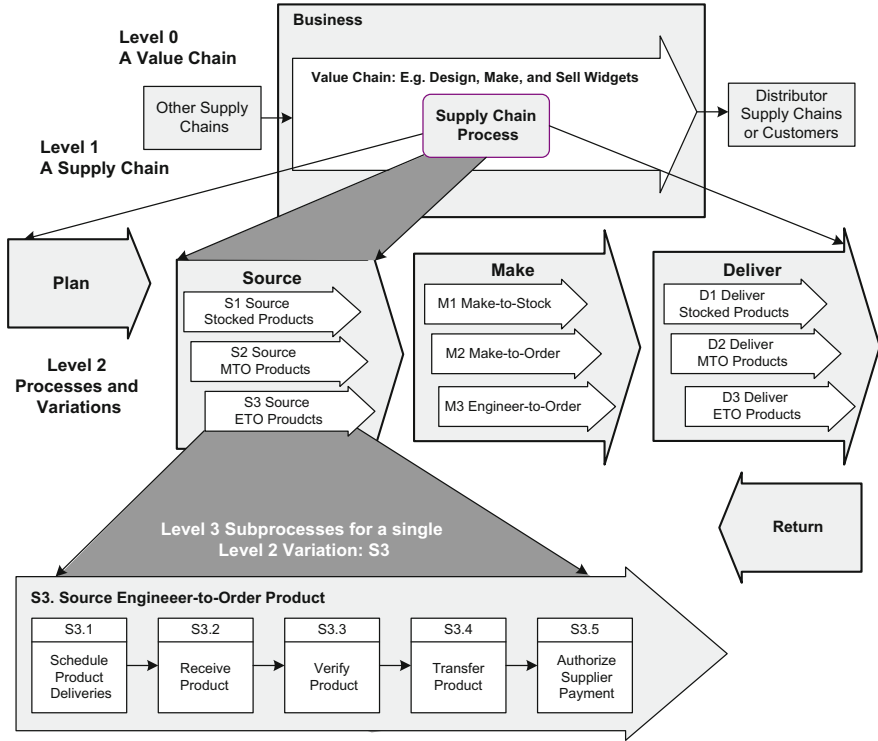 Level 0
A Value Chain
Business
Value Chain: E.g. Design, Make, and Sell Widgets
Other Supply
Chains
Supply Chain
Process
Distributor
Supply Chains
or Customers
Level 1
A Supply Chain
Plan
Source
S1 Source
Stocked Products
S2 Source
MTO Products
S3 Source
ETO Proudcts
Make
M1 Make-to-Stock
M2 Make-to-Order
M3 Engineer-to-Order
Deliver
D1 Deliver
Stocked Products
D2 Deliver
MTO Products
D3 Deliver
ETO Products
Level 2
Processes and
Variations
Return
Level 3 Subprocesses for a single
Level 2 Variation: S3
S3. Source Engineeer-to-Order Product
S3.1
Schedule
Product
Deliveries
S3.2
Receive
Product
S3.3
Verify
Product
S3.4
Transfer
Product
S3.5
Authorize
Supplier
Payment